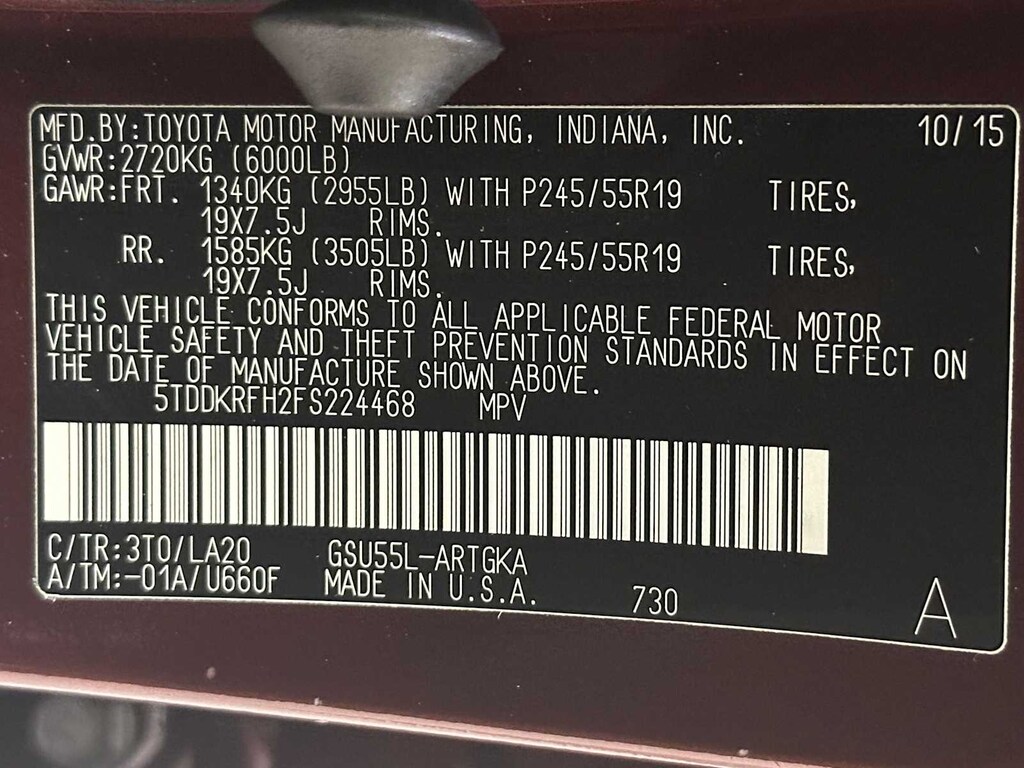 MFD.BY:TOYOTA MOTOR MANUFACTURING, INDIANA, INC. 10/15
GVWR:2720KG (6000LB)
GAWR:FRT. 1340KG (2955LB) WITH P245/55R19 TIRES,
19X7.5J RIMS.
RR. 1585KG (3505LB) WITH P245/55R19 TIRES,
19X7.5J RIMS.
THIS VEHICLE CONFORMS TO ALL APPLICABLE FEDERAL MOTOR
VEHICLE SAFETY AND THEFT PREVENTION STANDARDS IN EFFECT ON
THE DATE OF MANUFACTURE SHOWN ABOVE.
5TDDKRFH2FS224468 MPV
C/TR:3T0/LA20 GSU55L-ARTGKA
A/TM:-01A/U660F MADE IN U.S.A. 730 A